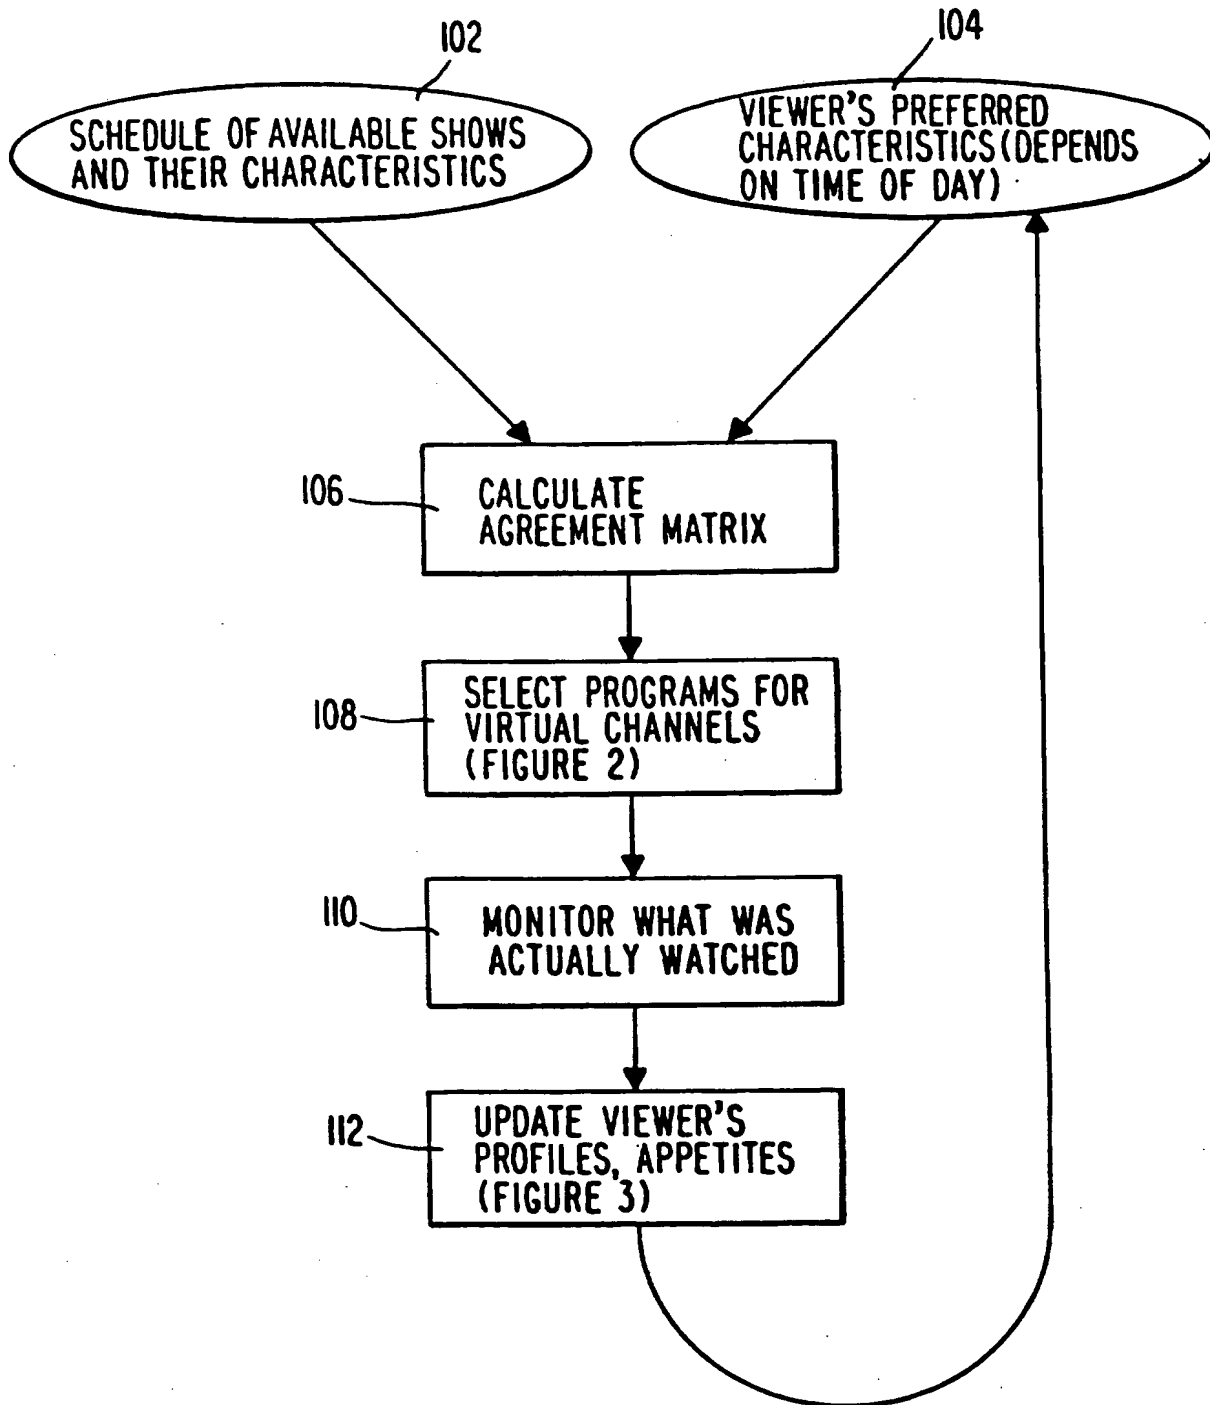 102
SCHEDULE OF AVAILABLE SHOWS
AND THEIR CHARACTERISTICS
104
VIEWER'S PREFERRED
CHARACTERISTICS (DEPENDS
ON TIME OF DAY)
106
CALCULATE
AGREEMENT MATRIX
108
SELECT PROGRAMS FOR
VIRTUAL CHANNELS
(FIGURE 2)
110
MONITOR WHAT WAS
ACTUALLY WATCHED
112
UPDATE VIEWER'S
PROFILES, APPETITES
(FIGURE 3)